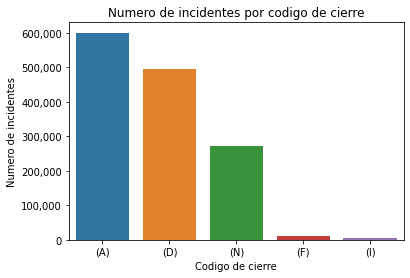 Numero de incidentes por codigo de cierre
Numero de incidentes
600,000
500,000
400,000
300,000
200,000
100,000
0
(A) (D) (N) (F) (I)
Codigo de cierre